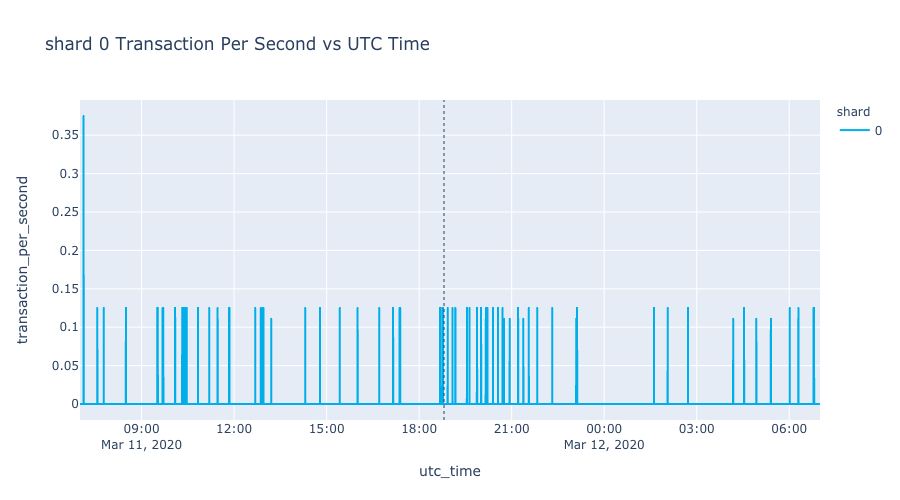 shard 0 Transaction Per Second vs UTC Time
shard
0
transaction_per_second
0.35
0.3
0.25
0.2
0.15
0.1
0.05
0
09:00 12:00 15:00 18:00 21:00 00:00 03:00 06:00
Mar 11, 2020 Mar 12, 2020
utc_time